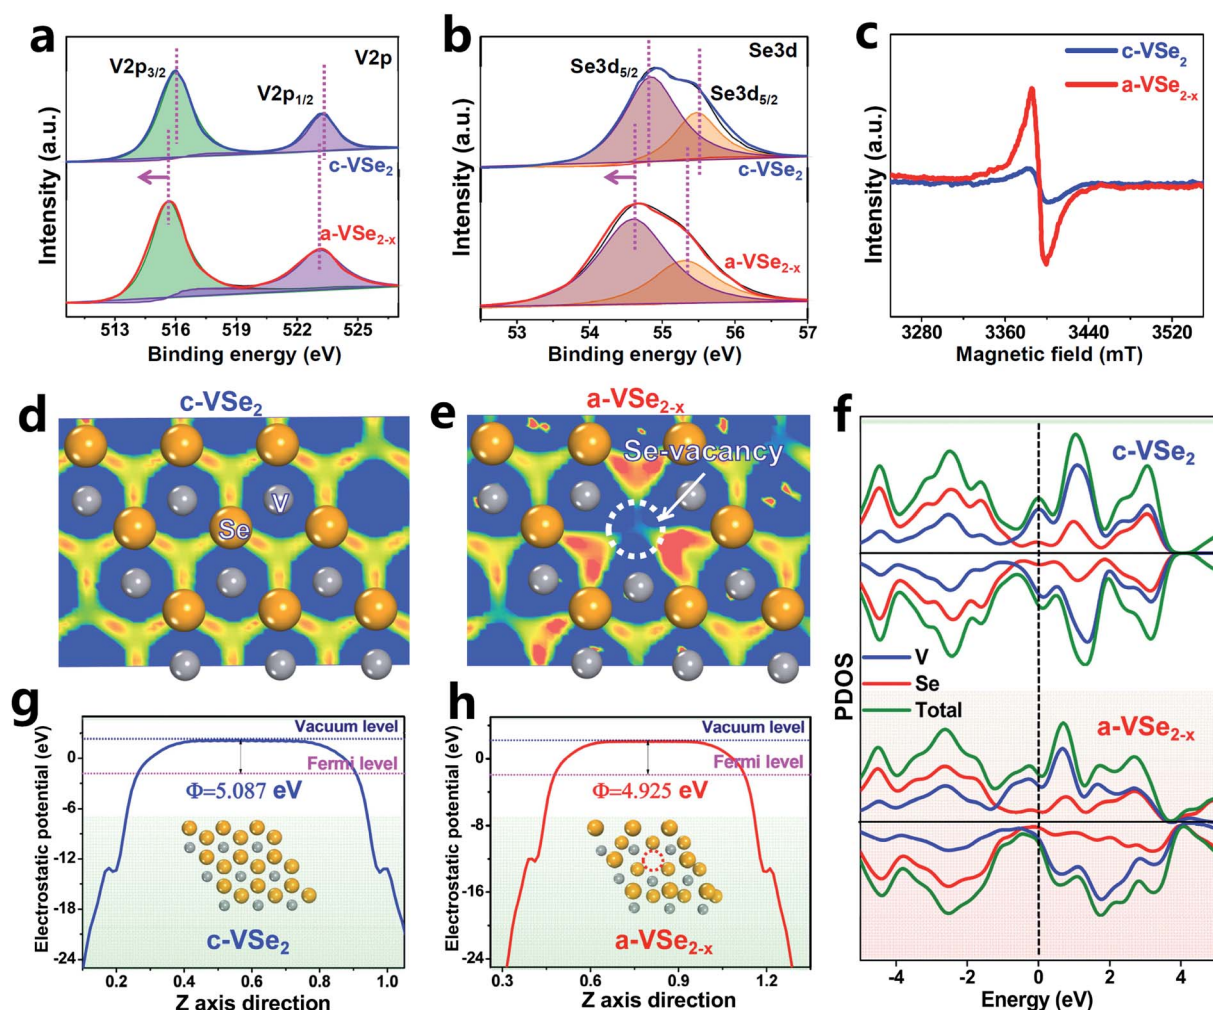 a
V2p
V2p3/2
V2p1/2
c-VSe2
a-VSe2-x
Intensity (a.u.)
513 516 519 522 525
Binding energy (eV)
b
Se3d
Se3d5/2
Se3d5/2
c-VSe2
a-VSe2-x
Intensity (a.u.)
53 54 55 56 57
Binding energy (eV)
c
c-VSe2
a-VSe2-x
Intensity (a.u.)
3280 3360 3440 3520
Magnetic field (mT)
d
c-VSe2
V
Se
e
a-VSe2-x
Se-vacancy
f
c-VSe2
V
Se
Total
a-VSe2-x
PDOS
-4 -2 0 2 4
Energy (eV)
g
Vacuum level
Fermi level
Φ=5.087 eV
c-VSe2
Electrostatic potential (eV)
0
-6
-9
-12
-15
-18
-24
0.2 0.4 0.6 0.8 1.0
Z axis direction
h
Vacuum level
Fermi level
Φ=4.925 eV
a-VSe2-x
Electrostatic potential (eV)
0
-8
-16
-24
0.3 0.6 0.9 1.2
Z axis direction